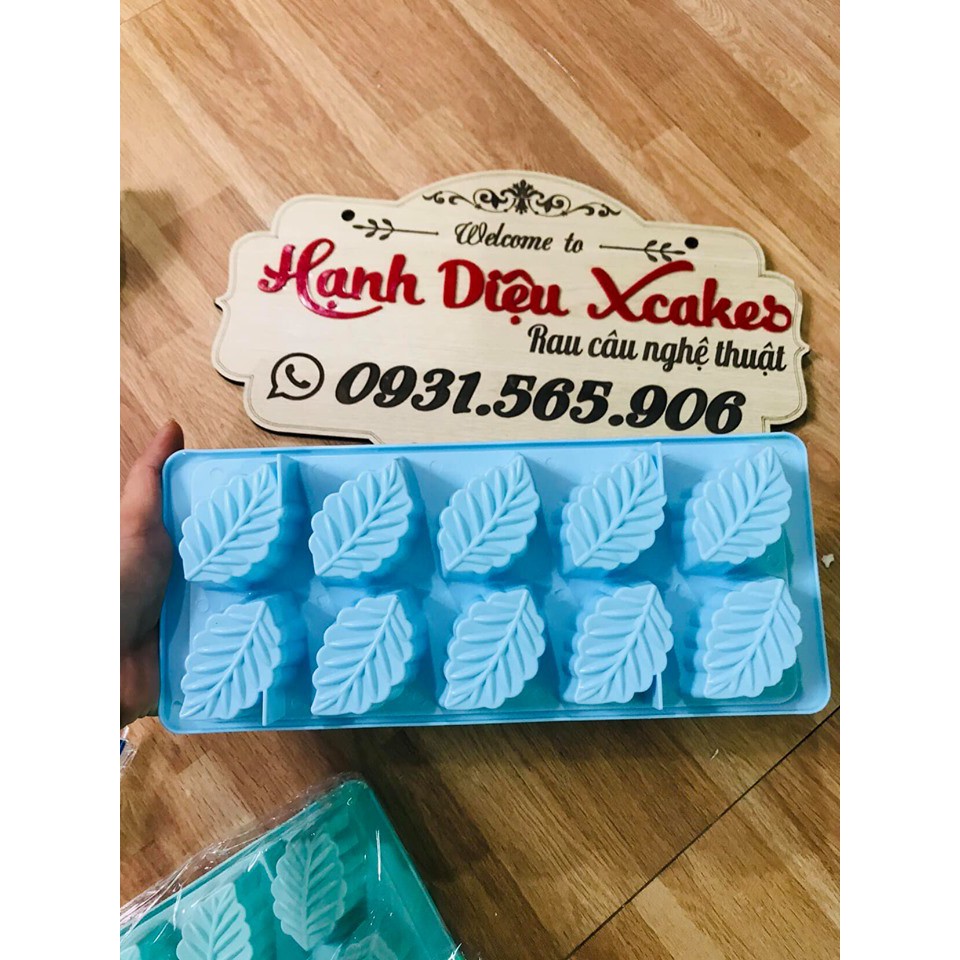 Welcome to
Hạnh Diệu Xcakes
Rau câu nghệ thuật
0931.565.906